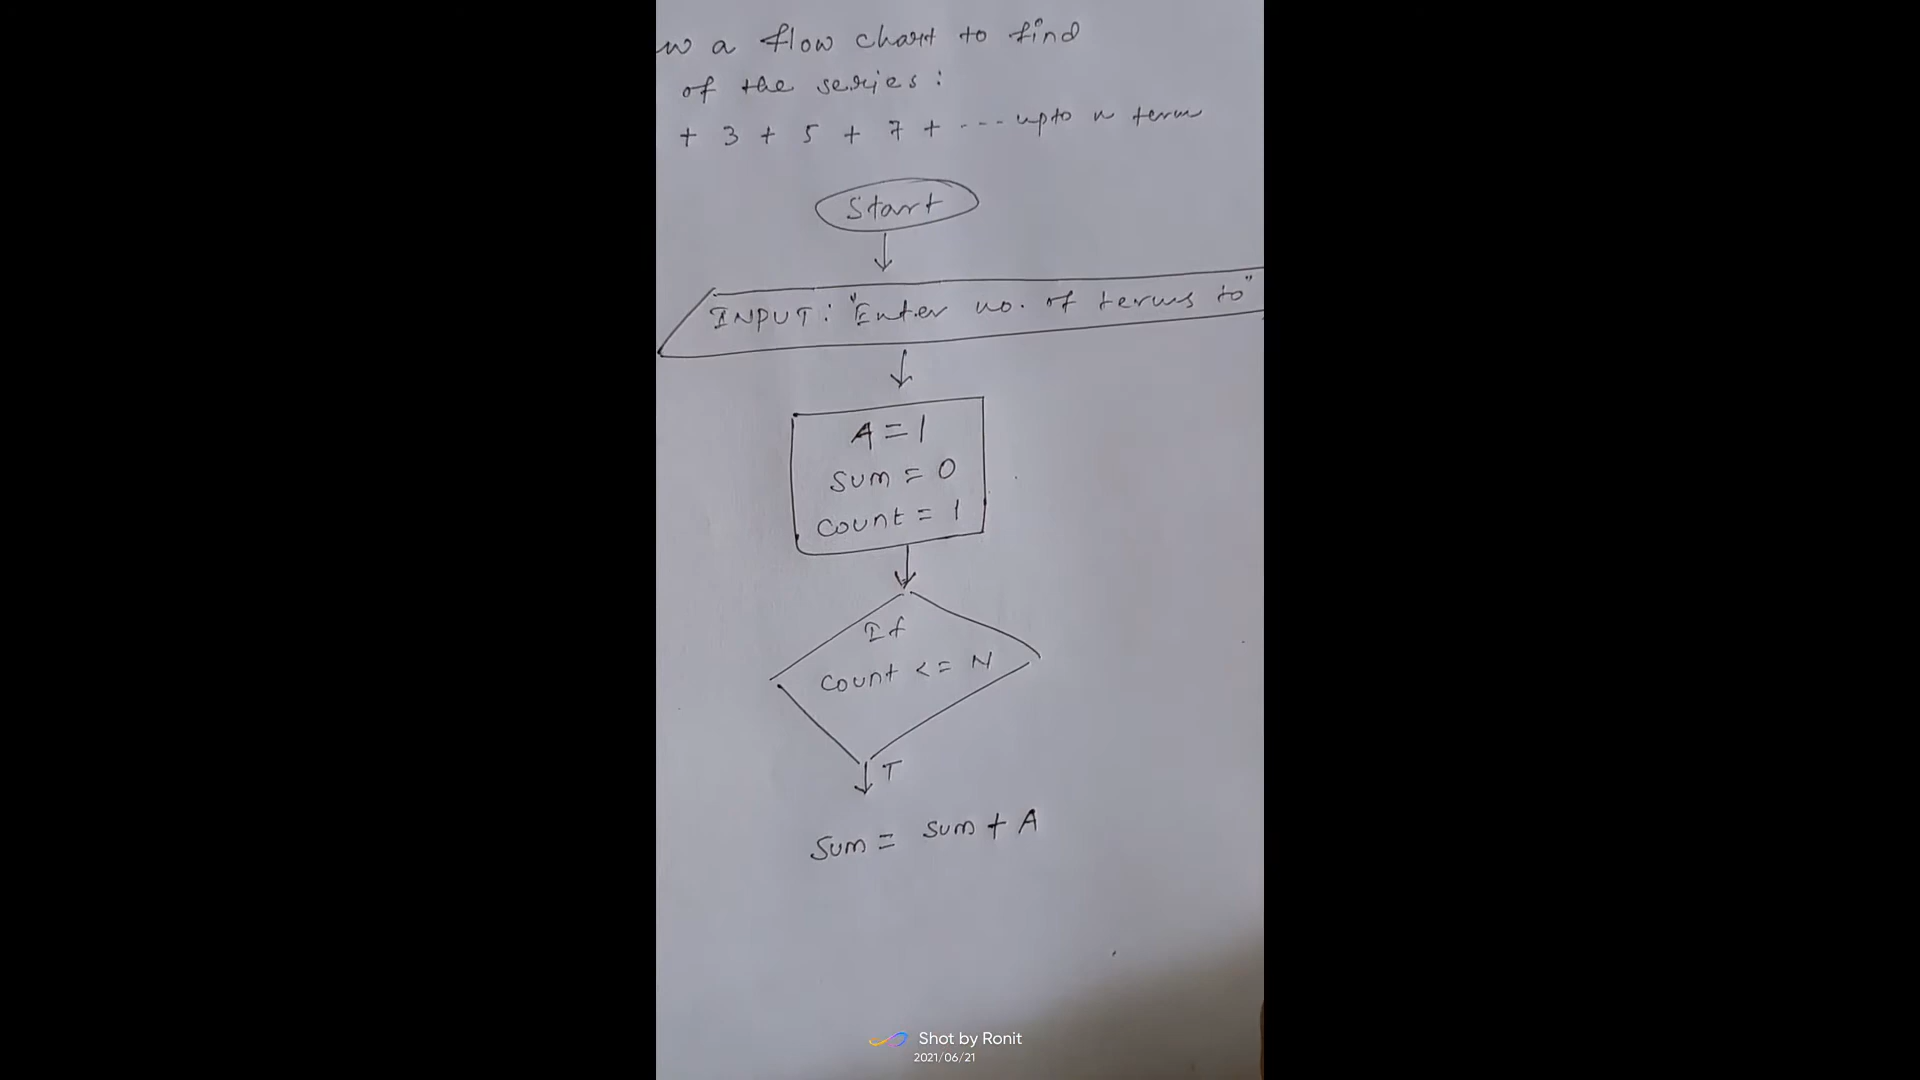 w a flow chart to find
of the series:
+ 3 + 5 + 7 + --- upto n term
Start
INPUT: "Enter no. of terms to"
A = 1
sum = 0
count = 1
If
count <= N
T
sum = sum + A
Shot by Ronit
2021/06/21